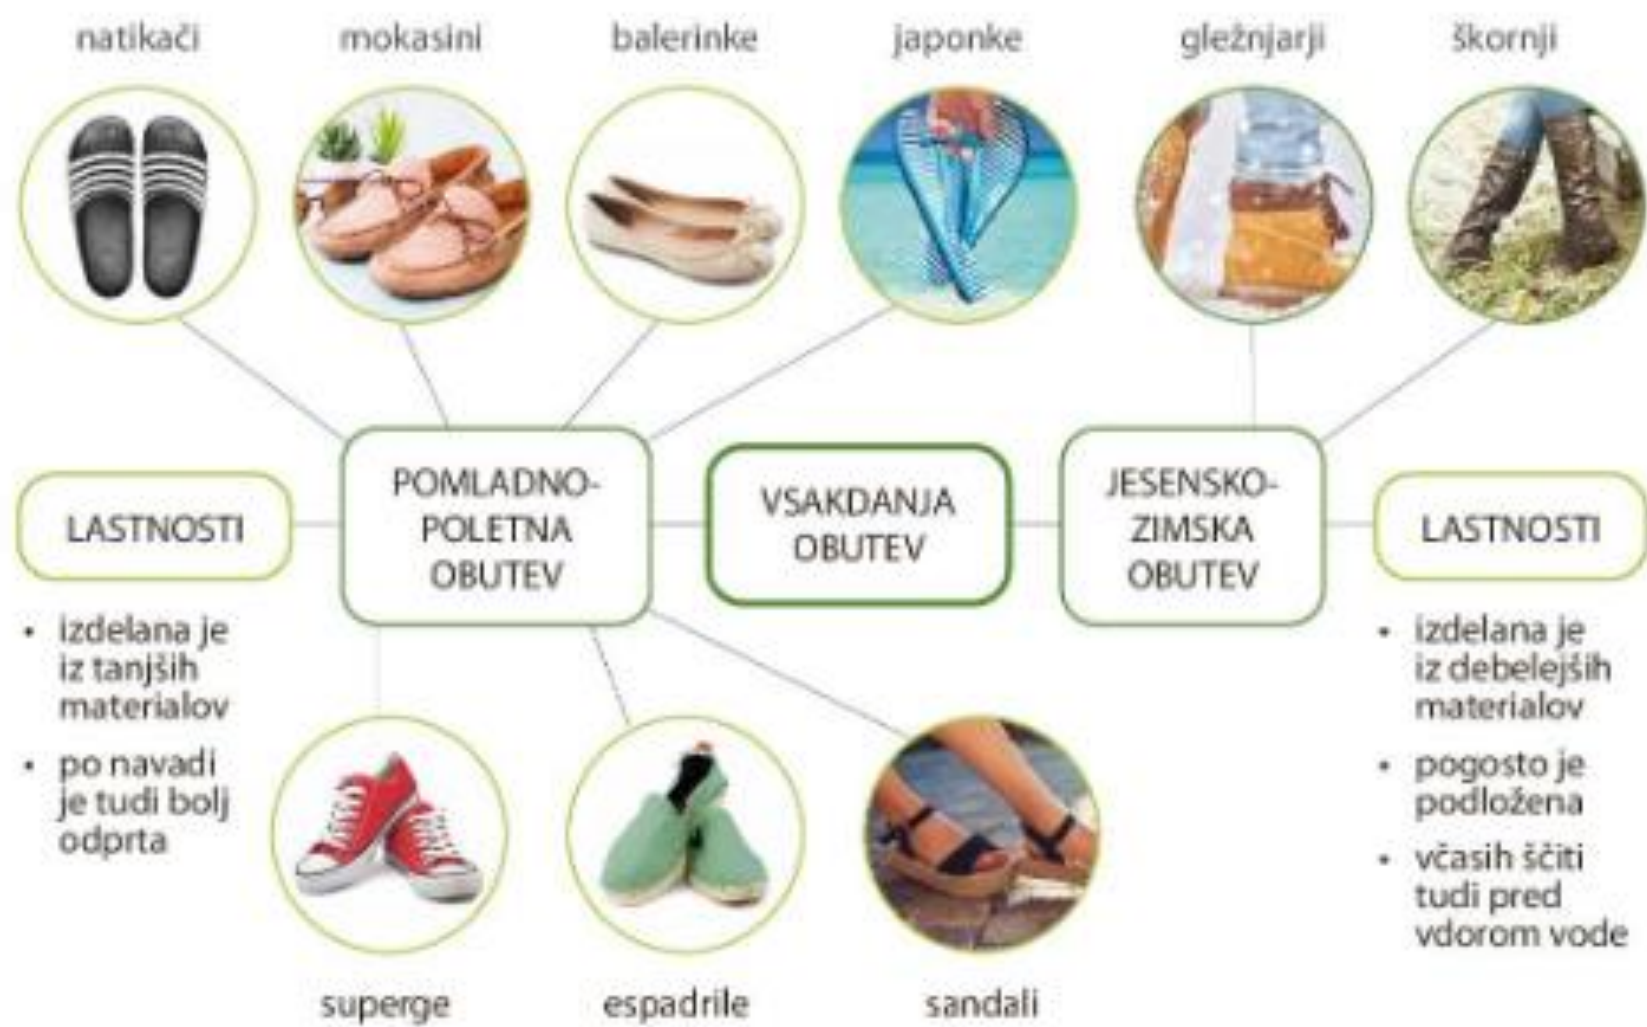 natikači
mokasini
balerinke
japonke
gležnjarji
škornji
LASTNOSTI
POMLADNO-
POLETNA
OBUTEV
VSAKDANJA
OBUTEV
JESENSKO-
ZIMSKA
OBUTEV
LASTNOSTI
• izdelana je
iz tanjših
materialov
• po navadi
je tudi bolj
odprta
• izdelana je
iz debelejših
materialov
• pogosto je
podložena
• včasih ščiti
tudi pred
vdorom vode
superge
espadrile
sandali